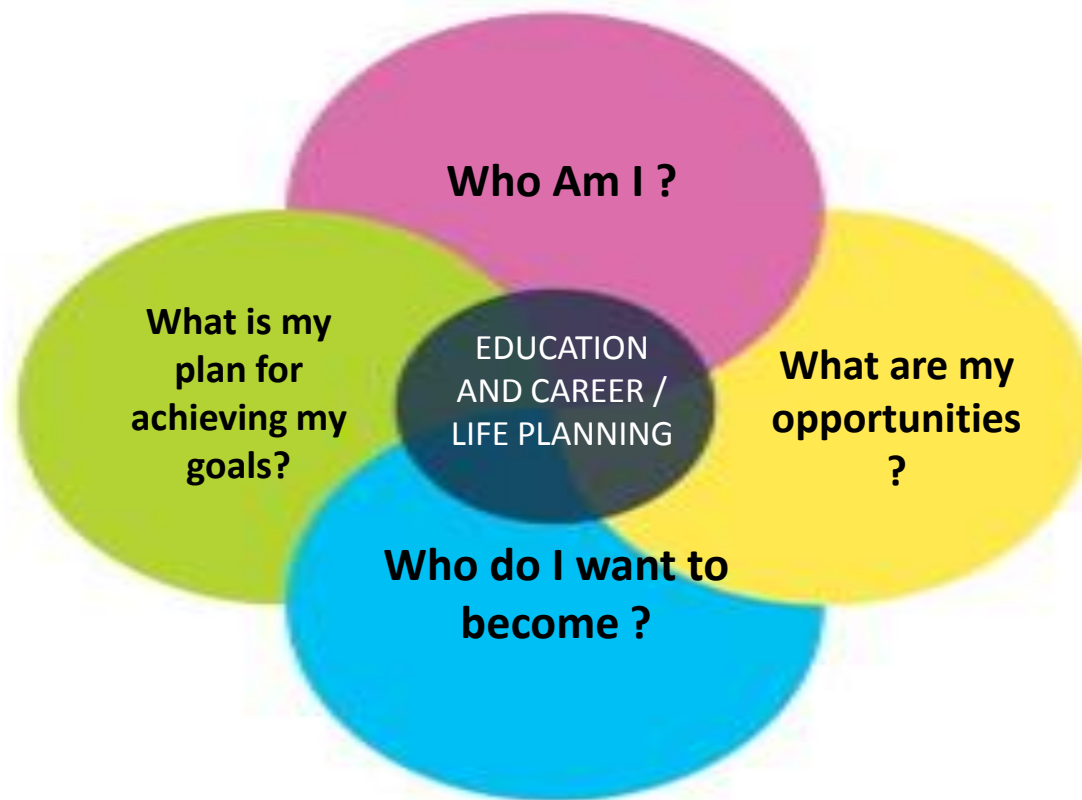 Who Am I ?
What is my
plan for
achieving my
goals?
EDUCATION
AND CAREER /
LIFE PLANNING
What are my
opportunities
?
Who do I want to
become ?